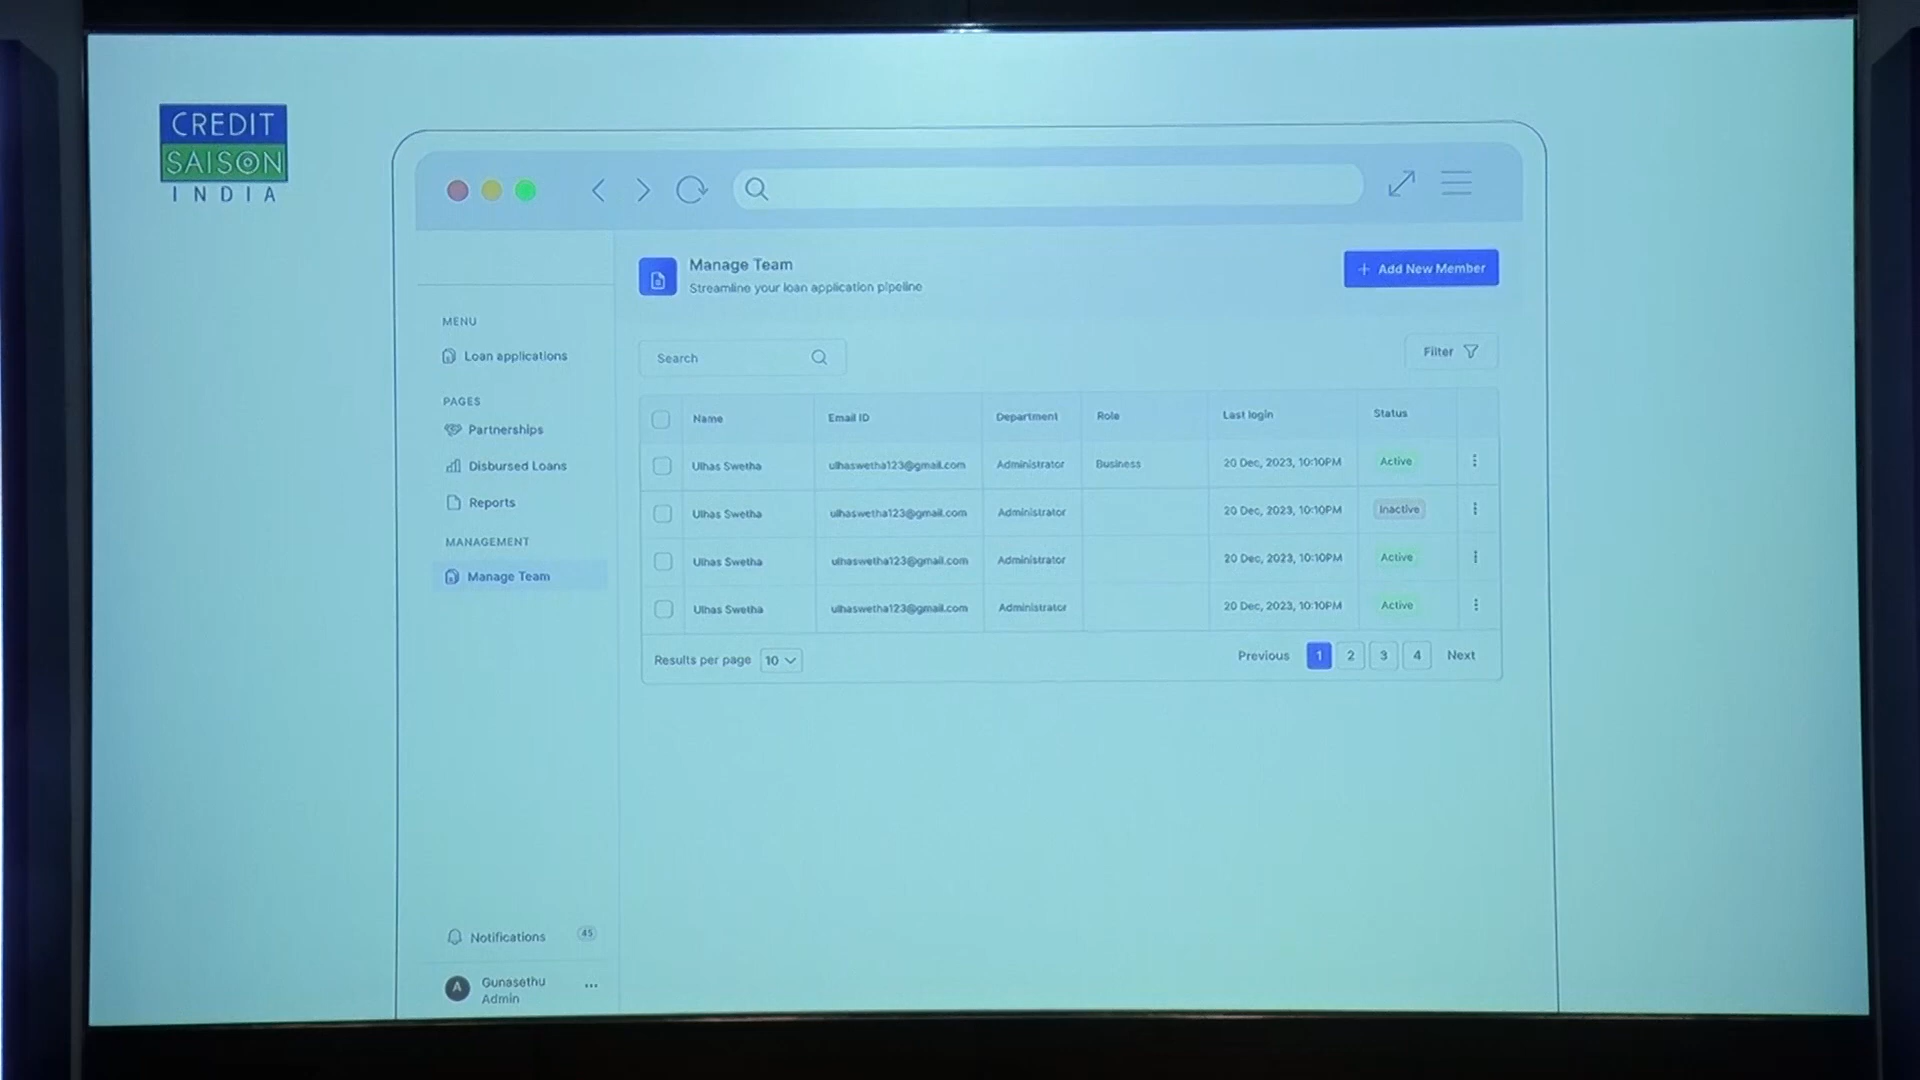 CREDIT
SAISON
INDIA
Manage Team
Streamline your loan application pipeline
+ Add New Member
MENU
Loan applications
PAGES
Partnerships
Disbursed Loans
Reports
MANAGEMENT
Manage Team
Search
Filter
Name Email ID Department Role Last login Status
Ulhas Swetha ulhaswetha123@gmail.com Administrator Business 20 Dec, 2023, 10:10PM Active
Ulhas Swetha ulhaswetha123@gmail.com Administrator 20 Dec, 2023, 10:10PM Inactive
Ulhas Swetha ulhaswetha123@gmail.com Administrator 20 Dec, 2023, 10:10PM Active
Ulhas Swetha ulhaswetha123@gmail.com Administrator 20 Dec, 2023, 10:10PM Active
Results per page 10 Previous 1 2 3 4 Next
Notifications 45
A Gunasethu ...
Admin